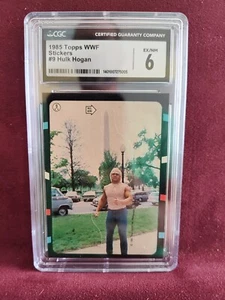 CGC CERTIFIED GUARANTY COMPANY
1985 Topps WWF
Stickers
#9 Hulk Hogan
EX/NM
6